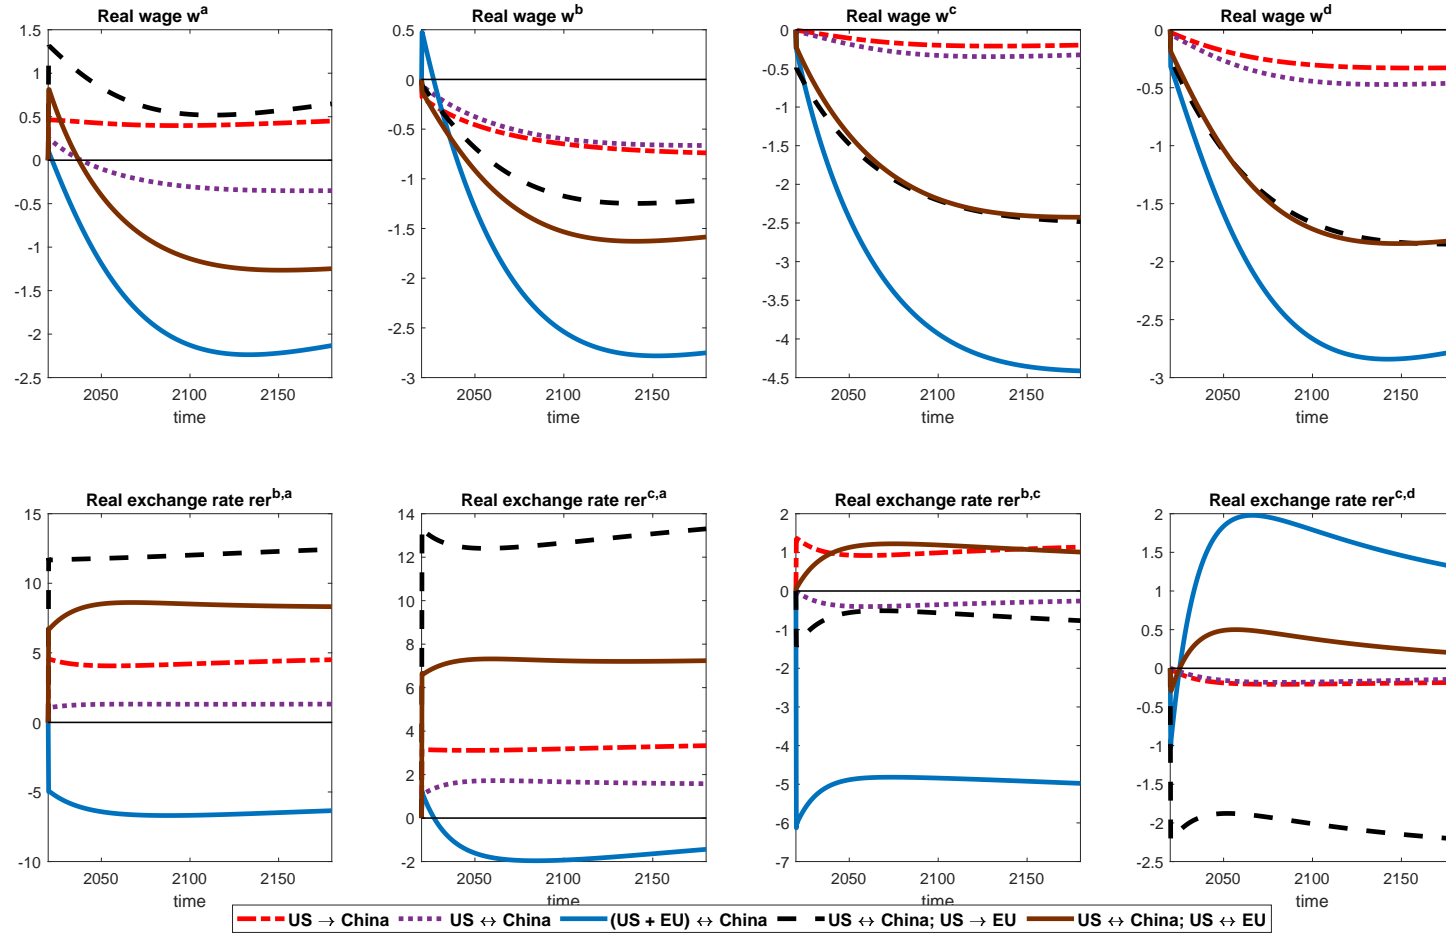 Real wage w^a
1.5
1
0.5
0
-0.5
-1
-1.5
-2
-2.5
2050 2100 2150
time
Real wage w^b
0.5
0
-0.5
-1
-1.5
-2
-2.5
-3
2050 2100 2150
time
Real wage w^c
0
-0.5
-1
-1.5
-2
-2.5
-3
-3.5
-4
-4.5
2050 2100 2150
time
Real wage w^d
0
-0.5
-1
-1.5
-2
-2.5
-3
2050 2100 2150
time
Real exchange rate rer^b,a
15
10
5
0
-5
-10
2050 2100 2150
time
Real exchange rate rer^c,a
14
12
10
8
6
4
2
0
-2
2050 2100 2150
time
Real exchange rate rer^b,c
2
1
0
-1
-2
-3
-4
-5
-6
-7
2050 2100 2150
time
Real exchange rate rer^c,d
2
1.5
1
0.5
0
-0.5
-1
-1.5
-2
-2.5
2050 2100 2150
time
US → China US ↔ China (US + EU) ↔ China US ↔ China; US → EU US ↔ China; US ↔ EU